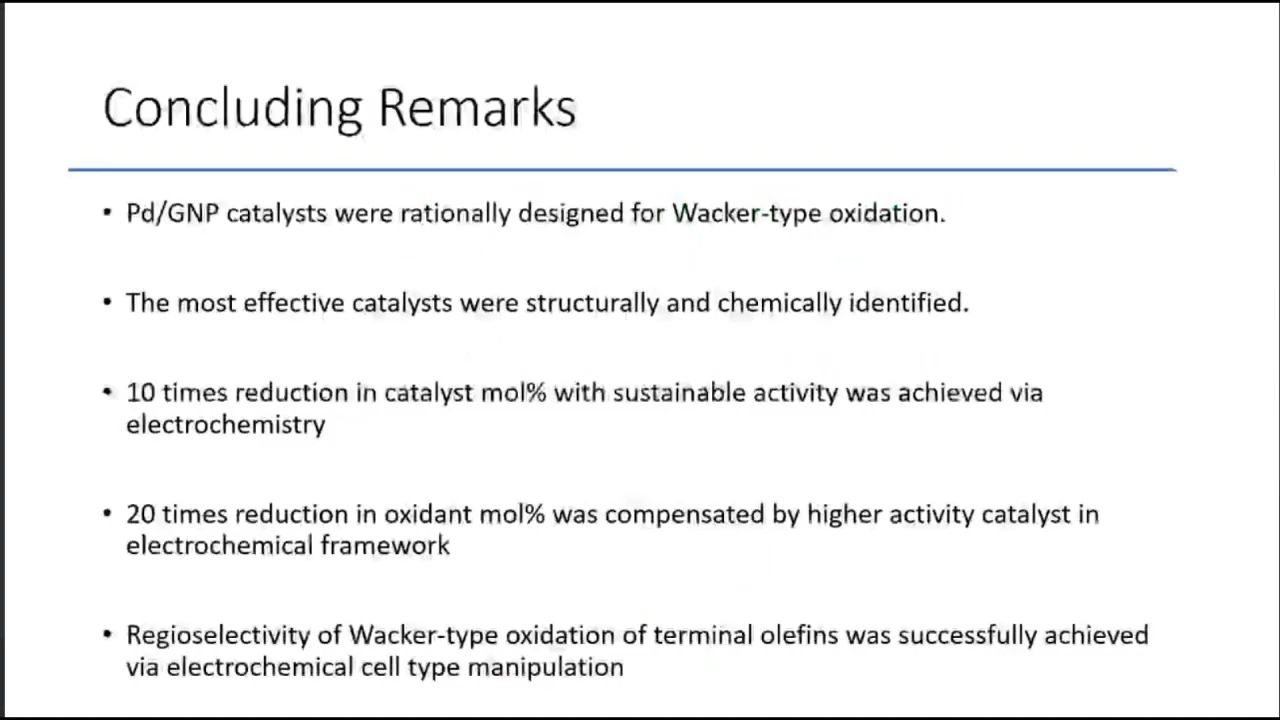 Concluding Remarks
• Pd/GNP catalysts were rationally designed for Wacker-type oxidation.
• The most effective catalysts were structurally and chemically identified.
• 10 times reduction in catalyst mol% with sustainable activity was achieved via
electrochemistry
• 20 times reduction in oxidant mol% was compensated by higher activity catalyst in
electrochemical framework
• Regioselectivity of Wacker-type oxidation of terminal olefins was successfully achieved
via electrochemical cell type manipulation